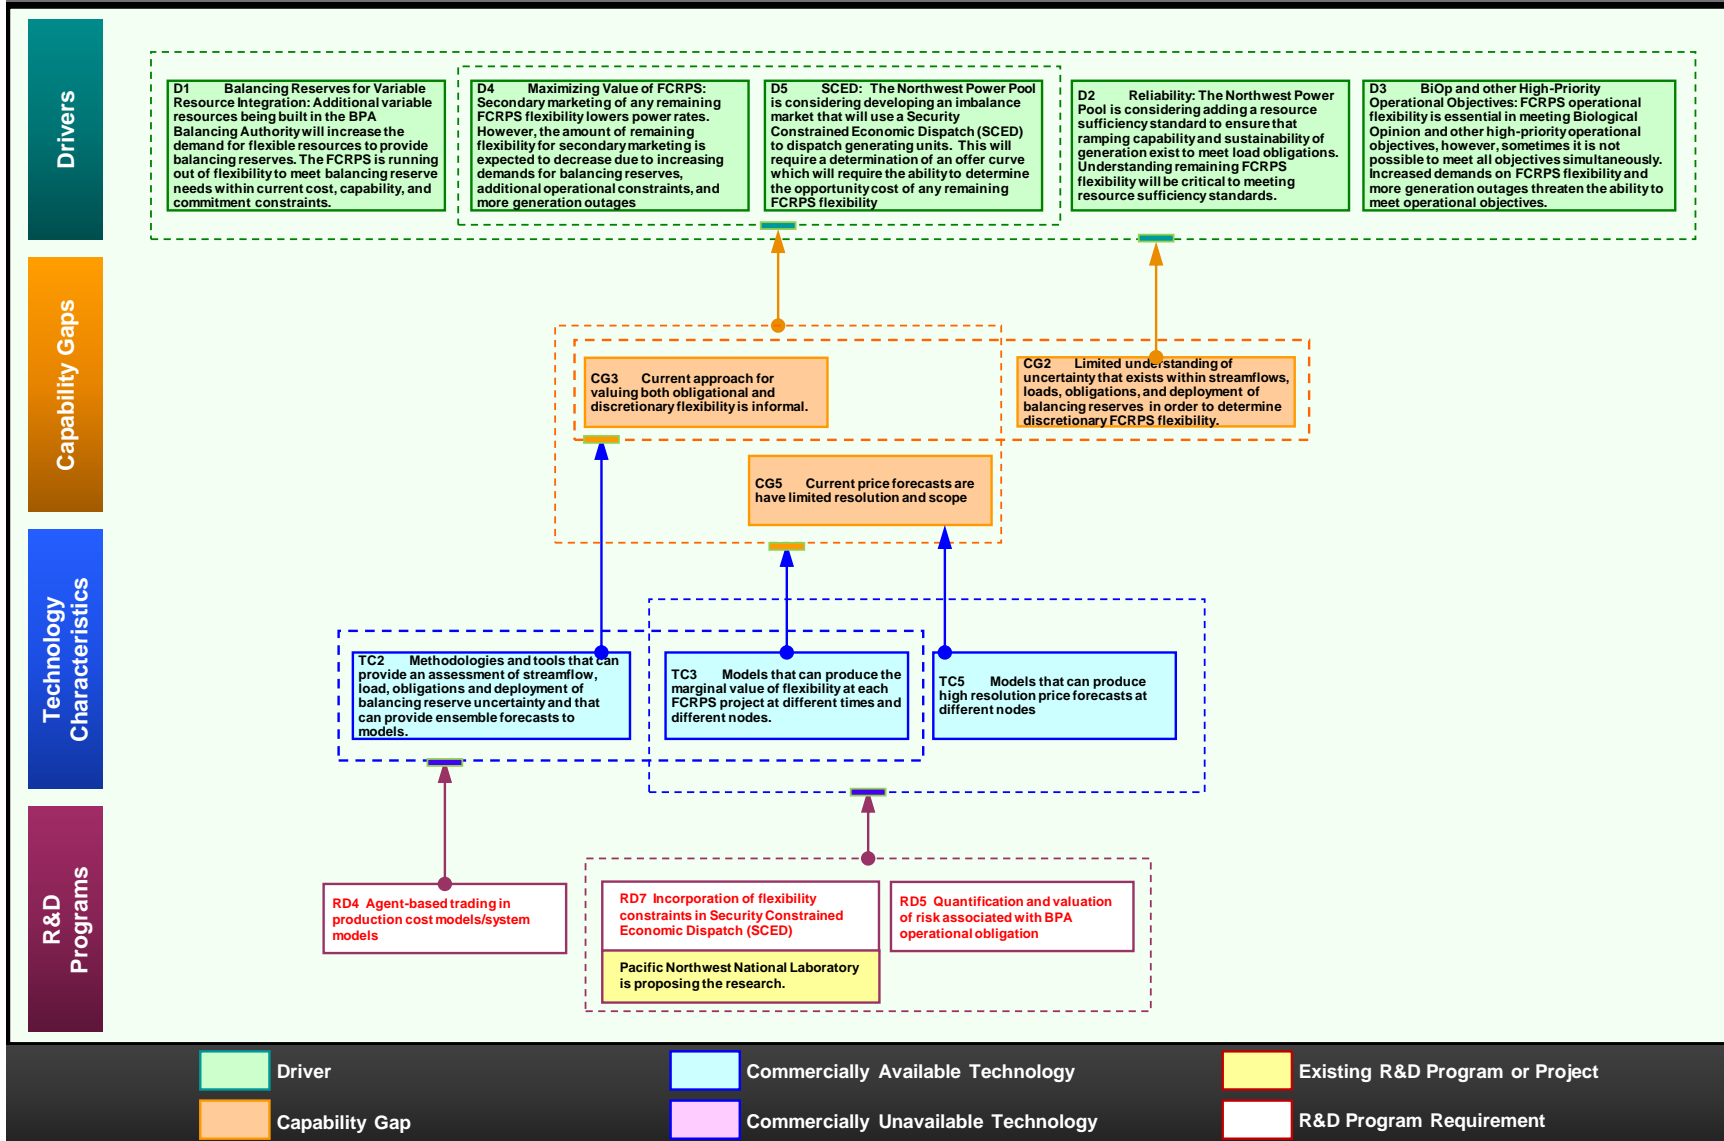 Drivers
D1 Balancing Reserves for Variable
Resource Integration: Additional variable
resources being built in the BPA
Balancing Authority will increase the
demand for flexible resources to provide
balancing reserves. The FCRPS is running
out of flexibility to meet balancing reserve
needs within current cost, capability, and
commitment constraints.
D4 Maximizing Value of FCRPS:
Secondary marketing of any remaining
FCRPS flexibility lowers power rates.
However, the amount of remaining
flexibility for secondary marketing is
expected to decrease due to increasing
demands for balancing reserves,
additional operational constraints, and
more generation outages
D5 SCED: The Northwest Power Pool
is considering developing an imbalance
market that will use a Security
Constrained Economic Dispatch (SCED)
to dispatch generating units. This will
require a determination of an offer curve
which will require the ability to determine
the opportunity cost of any remaining
FCRPS flexibility
D2 Reliability: The Northwest Power
Pool is considering adding a resource
sufficiency standard to ensure that
ramping capability and sustainability of
generation exist to meet load obligations.
Understanding remaining FCRPS
flexibility will be critical to meeting
resource sufficiency standards.
D3 BiOp and other High-Priority
Operational Objectives: FCRPS operational
flexibility is essential in meeting Biological
Opinion and other high-priority operational
objectives, however, sometimes it is not
possible to meet all objectives simultaneously.
Increased demands on FCRPS flexibility and
more generation outages threaten the ability to
meet operational objectives.
Capability Gaps
CG3 Current approach for
valuing both obligational and
discretionary flexibility is informal.
CG2 Limited understanding of
uncertainty that exists within streamflows,
loads, obligations, and deployment of
balancing reserves in order to determine
discretionary FCRPS flexibility.
CG5 Current price forecasts are
have limited resolution and scope
Technology
Characteristics
TC2 Methodologies and tools that can
provide an assessment of streamflow,
load, obligations and deployment of
balancing reserve uncertainty and that
can provide ensemble forecasts to
models.
TC3 Models that can produce the
marginal value of flexibility at each
FCRPS project at different times and
different nodes.
TC5 Models that can produce
high resolution price forecasts at
different nodes
R&D
Programs
RD4 Agent-based trading in
production cost models/system
models
RD7 Incorporation of flexibility
constraints in Security Constrained
Economic Dispatch (SCED)
Pacific Northwest National Laboratory
is proposing the research.
RD5 Quantification and valuation
of risk associated with BPA
operational obligation
Driver
Commercially Available Technology
Existing R&D Program or Project
Capability Gap
Commercially Unavailable Technology
R&D Program Requirement